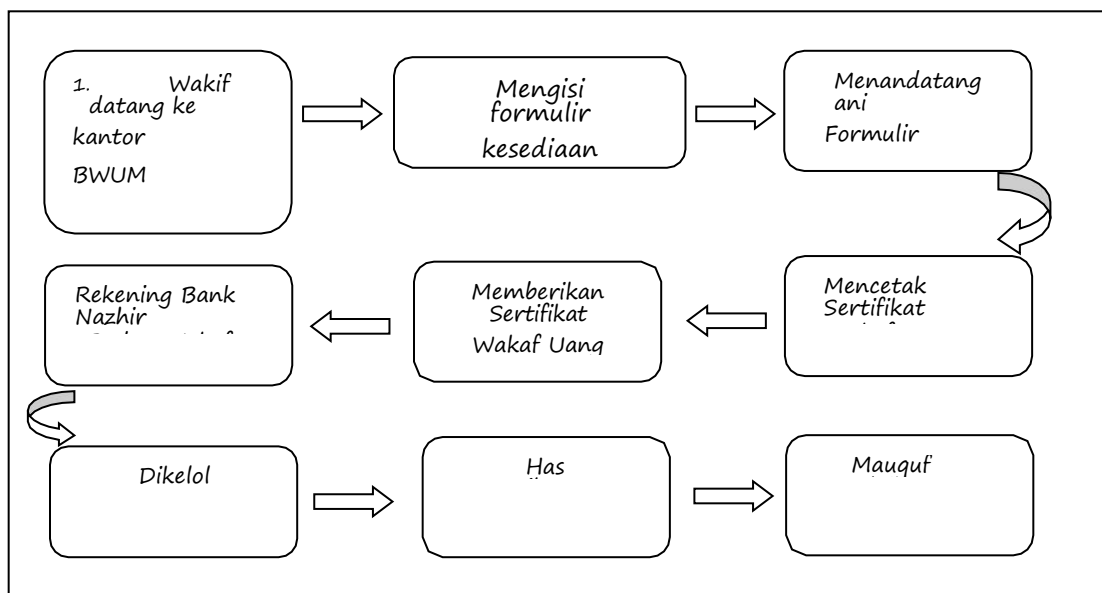 1. Wakif
datang ke
kantor
BWUM
Mengisi
formulir
kesediaan
Menandatang
ani
Formulir
Rekening Bank
Nazhir
Memberikan
Sertifikat
Wakaf Uang
Mencetak
Sertifikat
Dikelol
Has
Mauquf